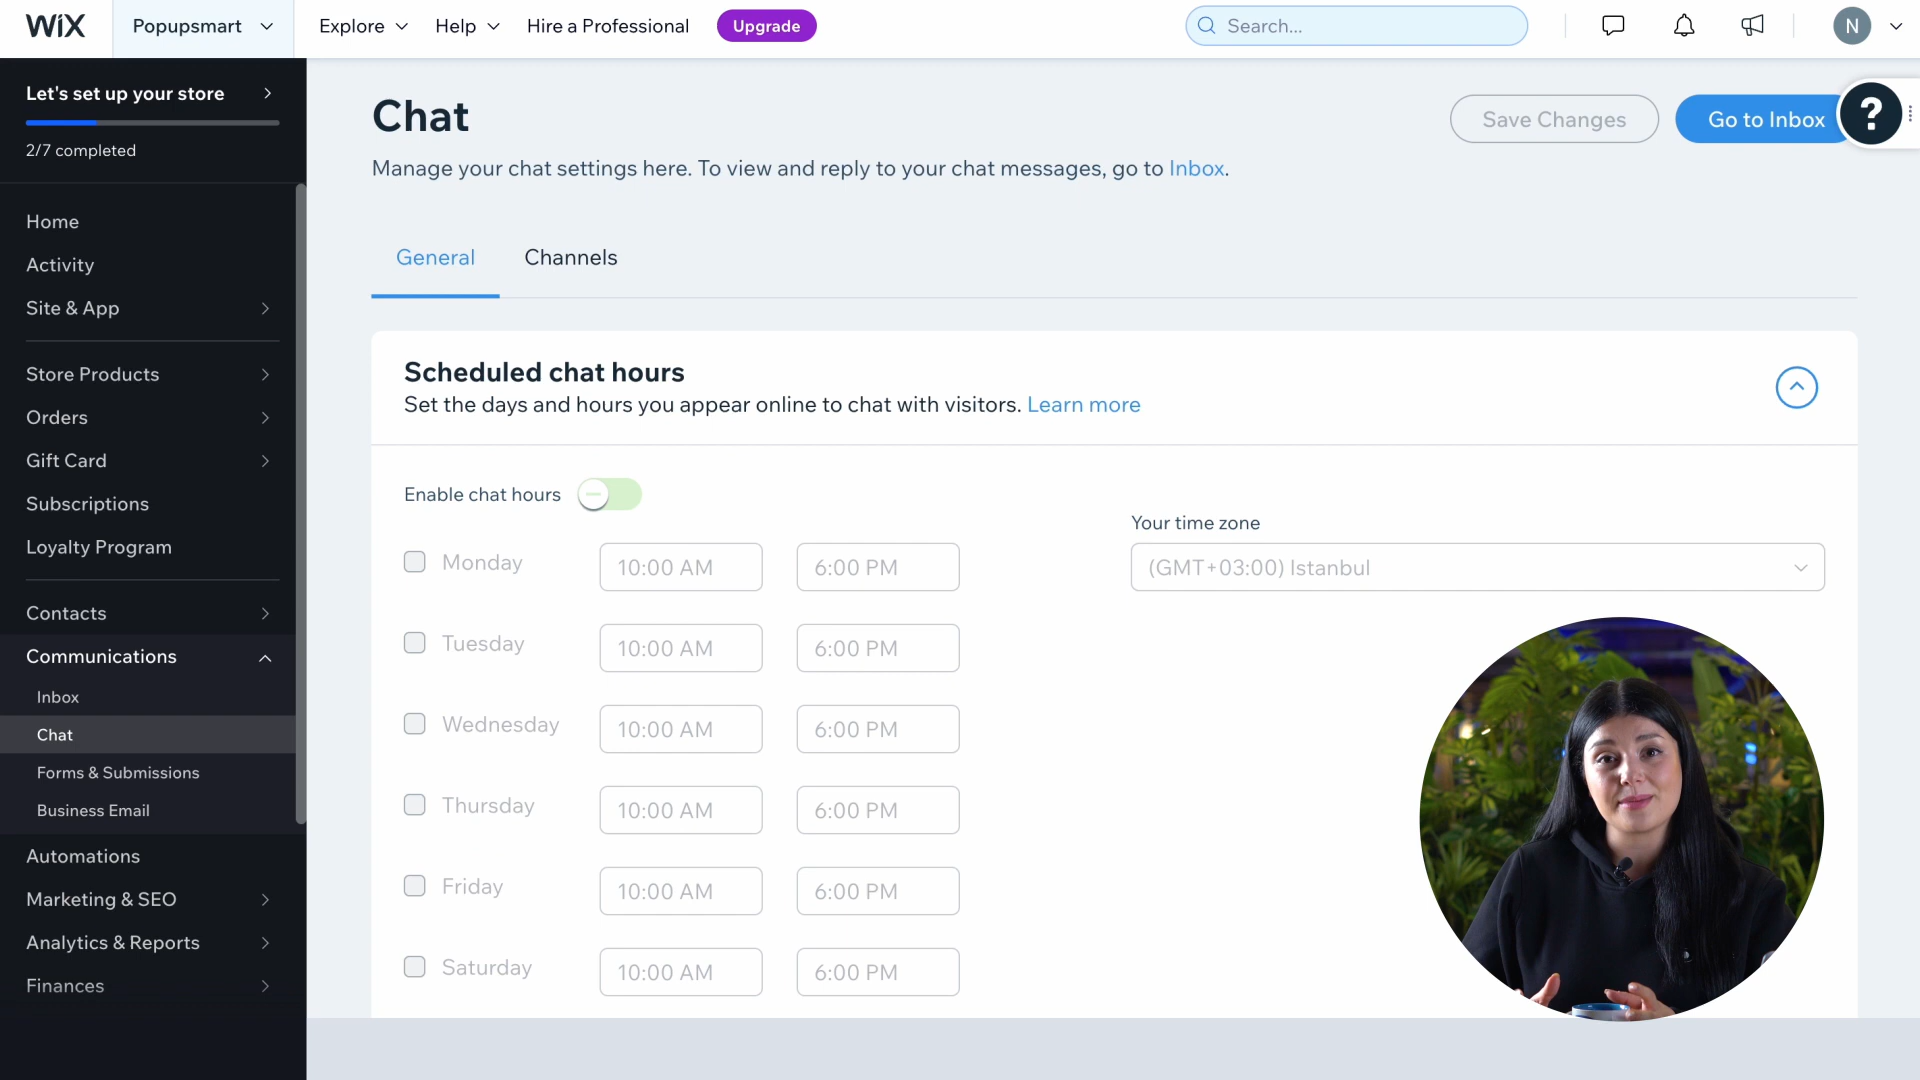 WiX
Popupsmart
Explore
Help
Hire a Professional
Upgrade
Search...
N
Let's set up your store
2/7 completed
Home
Activity
Site & App
Store Products
Orders
Gift Card
Subscriptions
Loyalty Program
Contacts
Communications
Inbox
Chat
Forms & Submissions
Business Email
Automations
Marketing & SEO
Analytics & Reports
Finances
Chat
Manage your chat settings here. To view and reply to your chat messages, go to Inbox.
Save Changes
Go to Inbox
?
General
Channels
Scheduled chat hours
Set the days and hours you appear online to chat with visitors. Learn more
Enable chat hours
Your time zone
(GMT+03:00) Istanbul
Monday 10:00 AM 6:00 PM
Tuesday 10:00 AM 6:00 PM
Wednesday 10:00 AM 6:00 PM
Thursday 10:00 AM 6:00 PM
Friday 10:00 AM 6:00 PM
Saturday 10:00 AM 6:00 PM